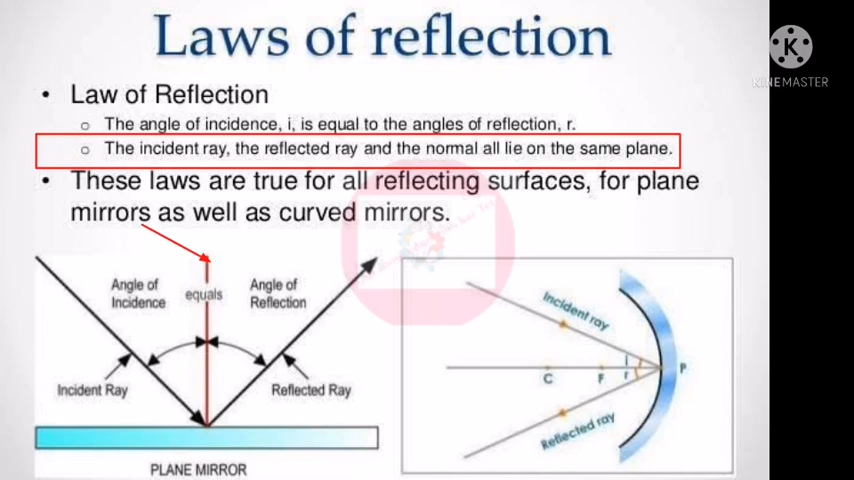 Laws of reflection
KINEMASTER
• Law of Reflection
o The angle of incidence, i, is equal to the angles of reflection, r.
o The incident ray, the reflected ray and the normal all lie on the same plane.
• These laws are true for all reflecting surfaces, for plane
mirrors as well as curved mirrors.
Angle of
Incidence
equals
Angle of
Reflection
Incident Ray
Reflected Ray
PLANE MIRROR
Incident ray
C
F
i
r
P
Reflected ray